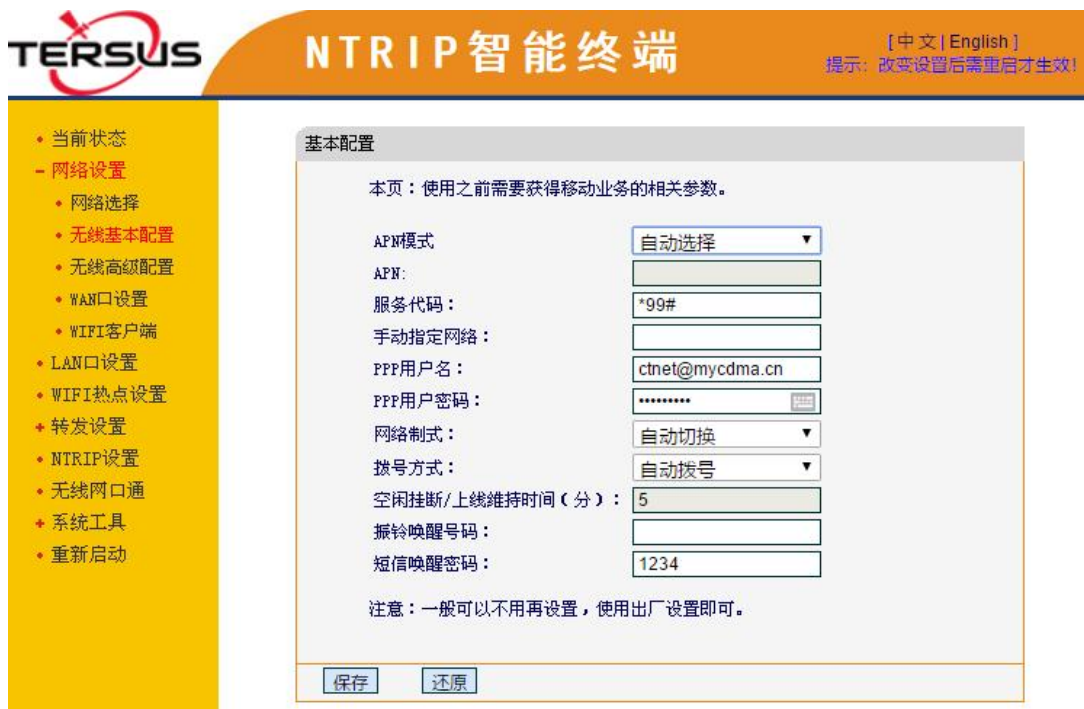 TERSUS
NTRIP智能终端
[中文|English]
提示：改变设置后需重启才生效!
当前状态
网络设置
网络选择
无线基本配置
无线高级配置
WAN口设置
WIFI客户端
LAN口设置
WIFI热点设置
转发设置
NTRIP设置
无线网口通
系统工具
重新启动
基本配置
本页：使用之前需要获得移动业务的相关参数。
APN模式 自动选择
APN:
服务代码： *99#
手动指定网络：
PPP用户名： ctnet@mycdma.cn
PPP用户密码： •••••••••
网络制式： 自动切换
拨号方式： 自动拨号
空闲挂断/上线维持时间（分）： 5
振铃唤醒号码：
短信唤醒密码： 1234
注意：一般可以不用再设置，使用出厂设置即可。
保存 还原